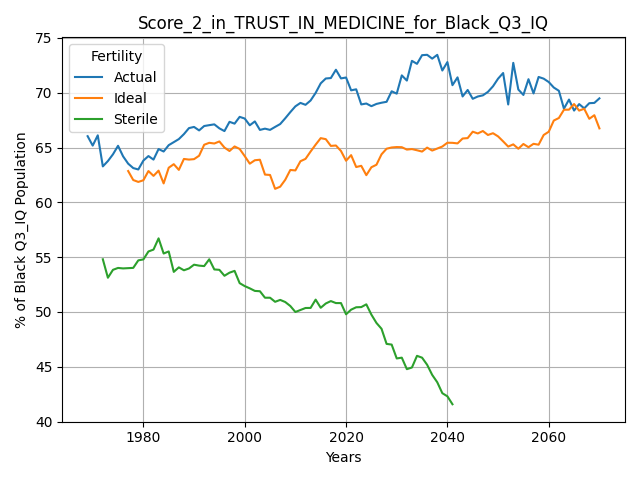 Score_2_in_TRUST_IN_MEDICINE_for_Black_Q3_IQ
75
70
65
60
55
50
45
40
% of Black Q3_IQ Population
Fertility
Actual
Ideal
Sterile
1980 2000 2020 2040 2060
Years